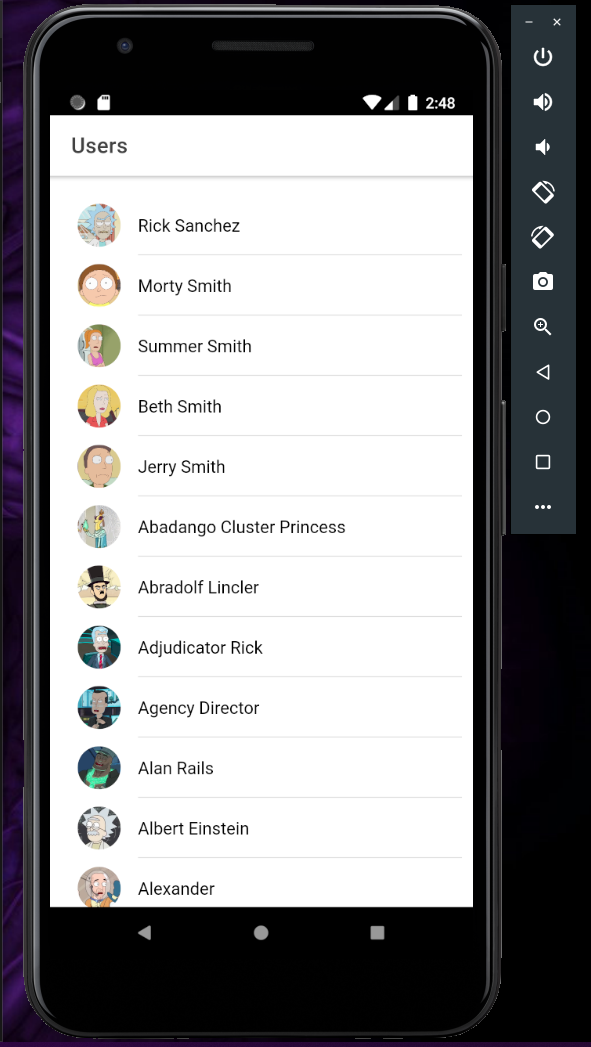 2:48
Users
Rick Sanchez
Morty Smith
Summer Smith
Beth Smith
Jerry Smith
Abadango Cluster Princess
Abradolf Lincler
Adjudicator Rick
Agency Director
Alan Rails
Albert Einstein
Alexander